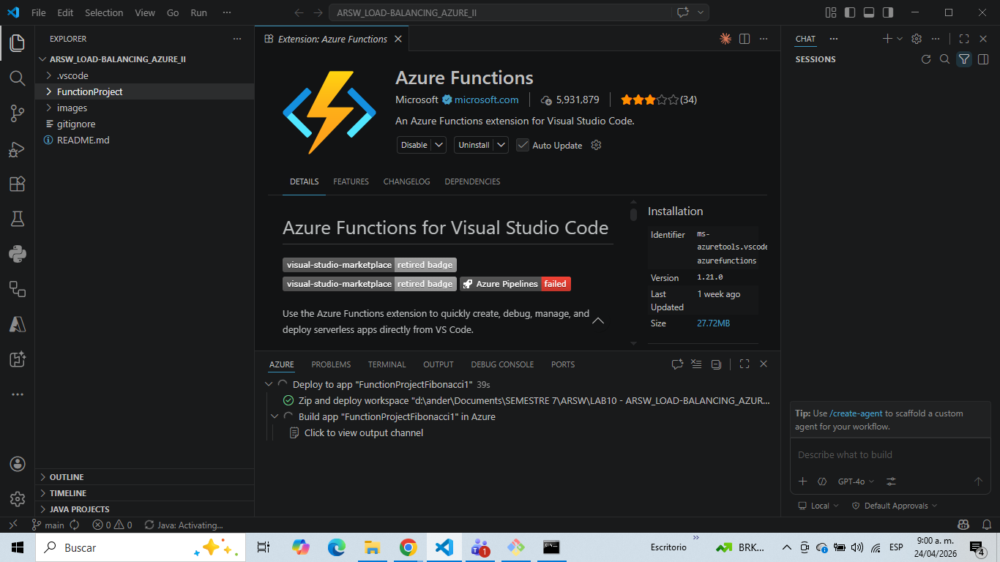 File Edit Selection View Go Run ···
ARSW_LOAD-BALANCING_AZURE_II
EXPLORER
ARSW_LOAD-BALANCING_AZURE_II
.vscode
FunctionProject
images
gitignore
README.md
OUTLINE
TIMELINE
JAVA PROJECTS
Extension: Azure Functions
Azure Functions
Microsoft microsoft.com 5,931,879 (34)
An Azure Functions extension for Visual Studio Code.
Disable Uninstall Auto Update
DETAILS FEATURES CHANGELOG DEPENDENCIES
Azure Functions for Visual Studio Code
visual-studio-marketplace retired badge
visual-studio-marketplace retired badge Azure Pipelines failed
Use the Azure Functions extension to quickly create, debug, manage, and
deploy serverless apps directly from VS Code.
Installation
Identifier ms-
azuretools.vscode
azurefunctions
Version 1.21.0
Last 1 week ago
Updated
Size 27.72MB
AZURE PROBLEMS TERMINAL OUTPUT DEBUG CONSOLE PORTS
Deploy to app "FunctionProjectFibonacci1" 39s
Zip and deploy workspace "d:\ander\Documents\SEMESTRE 7\ARSW\LAB10 - ARSW_LOAD-BALANCING_AZUR...
Build app "FunctionProjectFibonacci1" in Azure
Click to view output channel
CHAT
SESSIONS
Tip: Use /create-agent to scaffold a custom
agent for your workflow.
Describe what to build
GPT-4o
Local Default Approvals
main 0 0 Java: Activating...
Buscar
1
Escritorio
»
BRK...
ESP
9:00 a. m.
24/04/2026
4